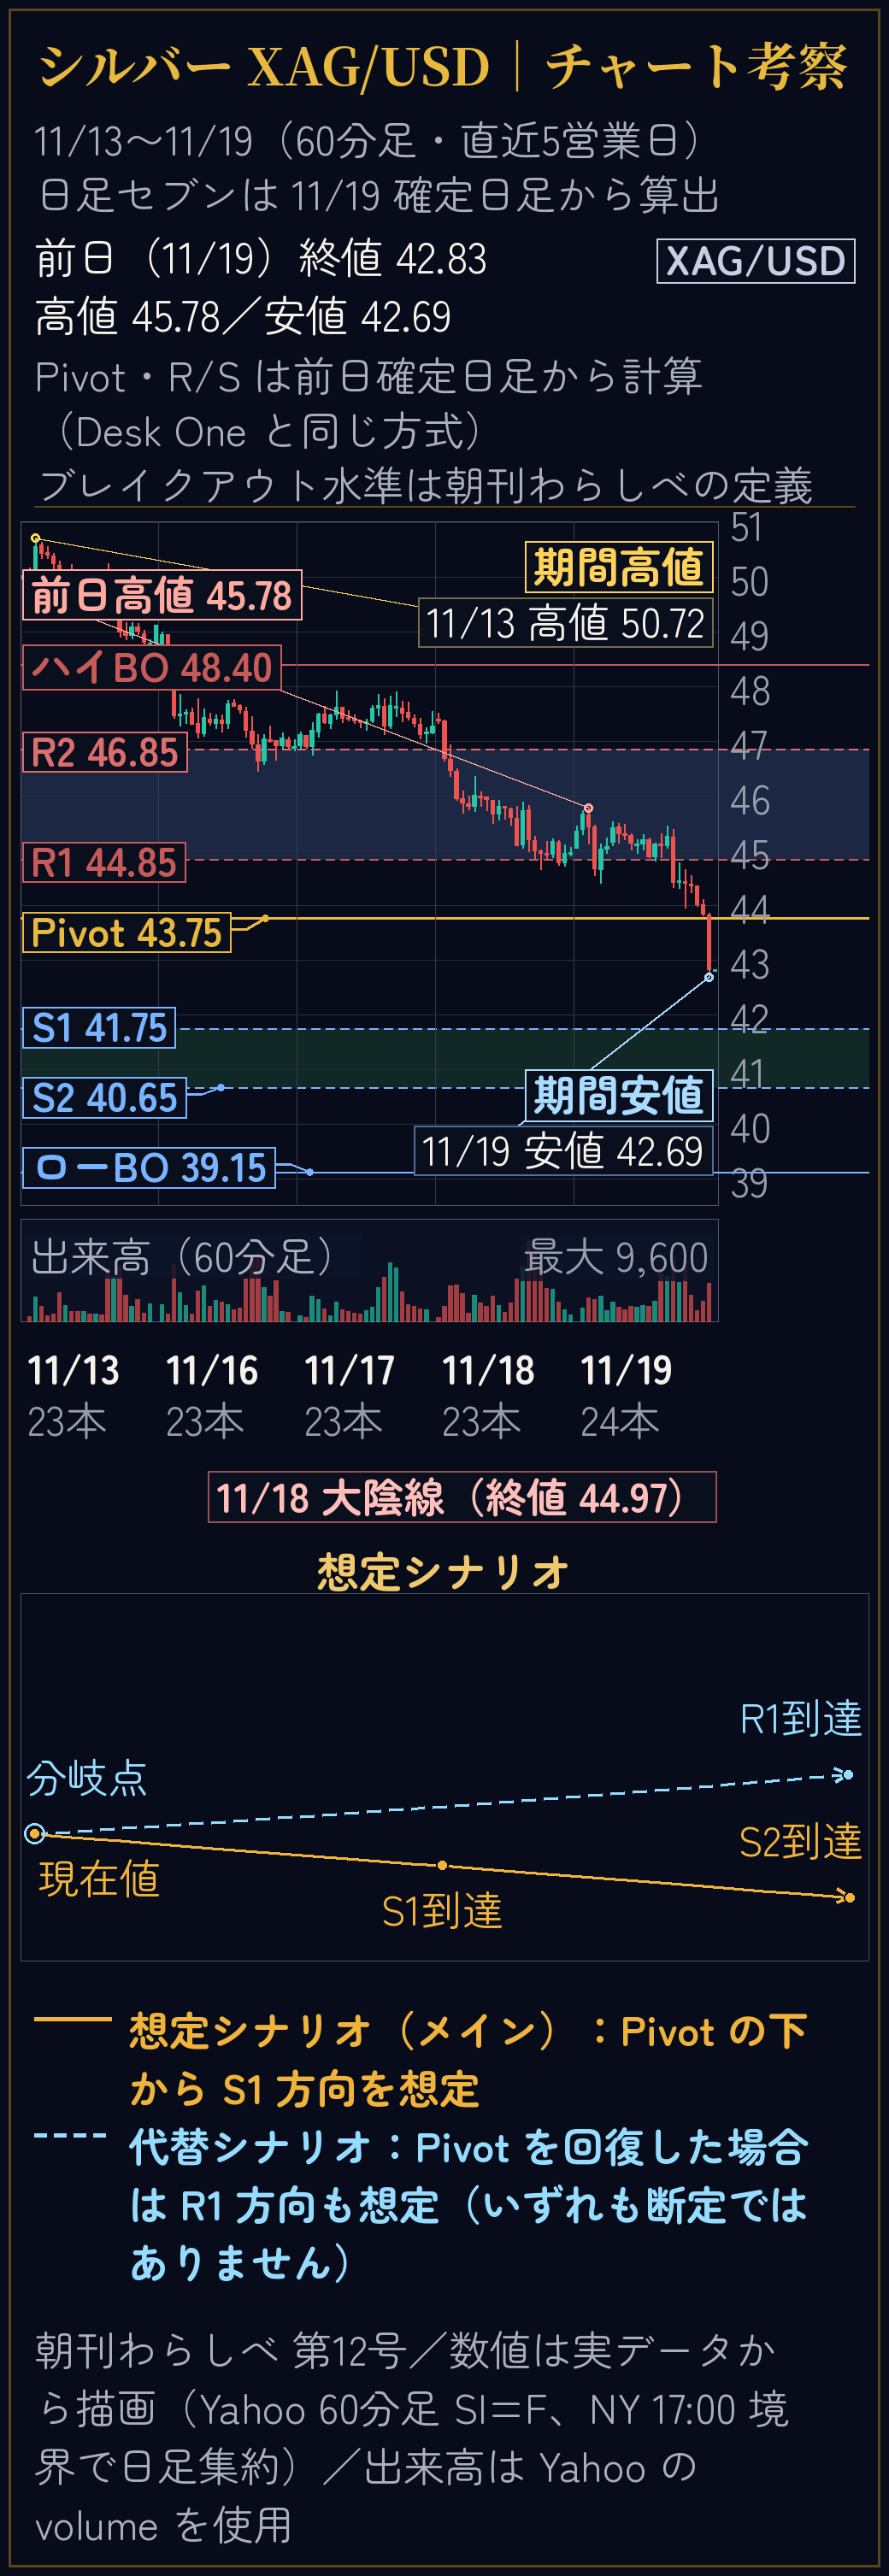 シルバー XAG/USD｜チャート考察
11/13〜11/19（60分足・直近5営業日）
日足セブンは 11/19 確定日足から算出
前日（11/19）終値 42.83
XAG/USD
高値 45.78／安値 42.69
Pivot・R/S は前日確定日足から計算
（Desk One と同じ方式）
ブレイクアウト水準は朝刊わらしべの定義
51
期間高値
50
前日高値 45.78
11/13 高値 50.72
49
ハイBO 48.40
48
R2 46.85
47
46
R1 44.85
45
44
Pivot 43.75
43
S1 41.75
42
41
S2 40.65
期間安値
40
11/19 安値 42.69
ローBO 39.15
39
出来高（60分足）
最大 9,600
11/13 11/16 11/17 11/18 11/19
23本 23本 23本 23本 24本
11/18 大陰線（終値 44.97）
想定シナリオ
R1到達
分岐点
S2到達
現在値
S1到達
想定シナリオ（メイン）：Pivot の下
から S1 方向を想定
代替シナリオ：Pivot を回復した場合
は R1 方向も想定（いずれも断定では
ありません）
朝刊わらしべ 第12号／数値は実データか
ら描画（Yahoo 60分足 SI=F、NY 17:00 境
界で日足集約）／出来高は Yahoo の
volume を使用